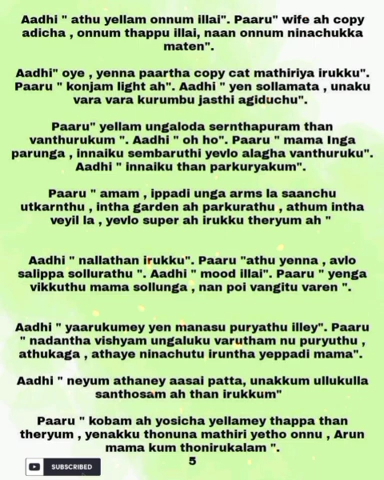 Aadhi " athu yellam onnum illai". Paaru" wife ah copy
adicha , onnum thappu illai, naan onnum ninachukka
maten".
Aadhi" oye , yenna paartha copy cat mathiriya irukku".
Paaru " konjam light ah". Aadhi " yen sollamata , unaku
vara vara kurumbu jasthi agiduchu".
Paaru" yellam ungaloda sernthapuram than
vanthurukum ". Aadhi " oh ho". Paaru " mama Inga
parunga , innaiku sembaruthi yevlo alagha vanthuruku".
Aadhi " innaiku than parkuryakum".
Paaru " amam , ippadi unga arms la saanchu
utkarnthu , intha garden ah parkurathu , athum intha
veyil la , yevlo super ah irukku theryum ah "
Aadhi " nallathan irukku". Paaru "athu yenna , avlo
salippa sollurathu ". Aadhi " mood illai". Paaru " yenga
vikkuthu mama sollunga , nan poi vangitu varen ".
Aadhi " yaarukumey yen manasu puryathu illey". Paaru
" nadantha vishyam ungaluku varutham nu puryuthu ,
athukaga , athaye ninachutu iruntha yeppadi mama".
Aadhi " neyum athaney aasai patta, unakkum ullukulla
santhosam ah than irukkum"
Paaru " kobam ah yosicha yellamey thappa than
theryum , yenakku thonuna mathiri yetho onnu , Arun
mama kum thonirukalam ".
5
SUBSCRIBED